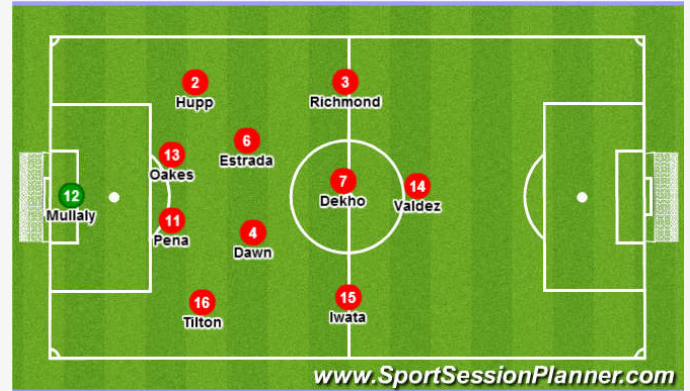 2
Hupp
3
Richmond
6
Estrada
13
Oakes
7
Dekho
14
Valdez
12
Mullaly
11
Pena
4
Dawn
16
Tilton
15
Iwata
www.SportSessionPlanner.com